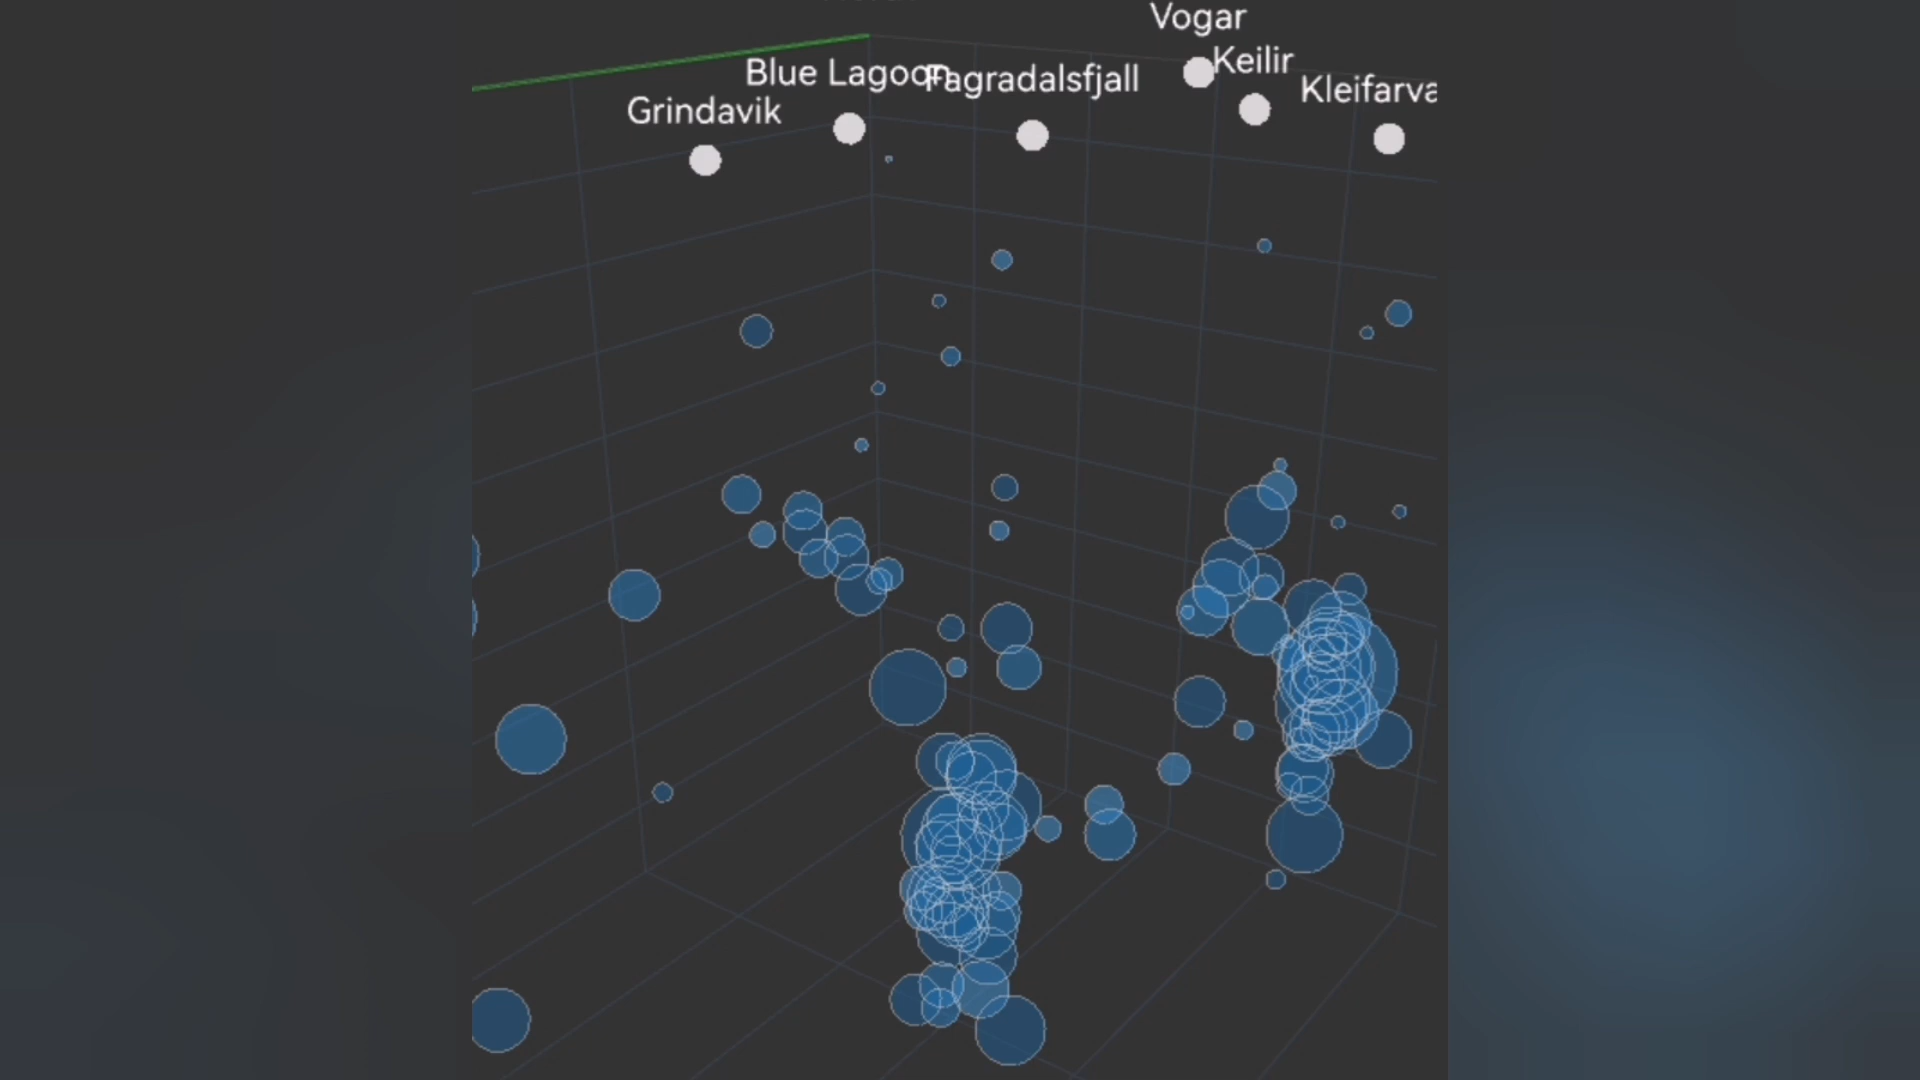 Vogar
Keilir
Blue Lagoon
Fagradalsfjall
Kleifarva
Grindavik